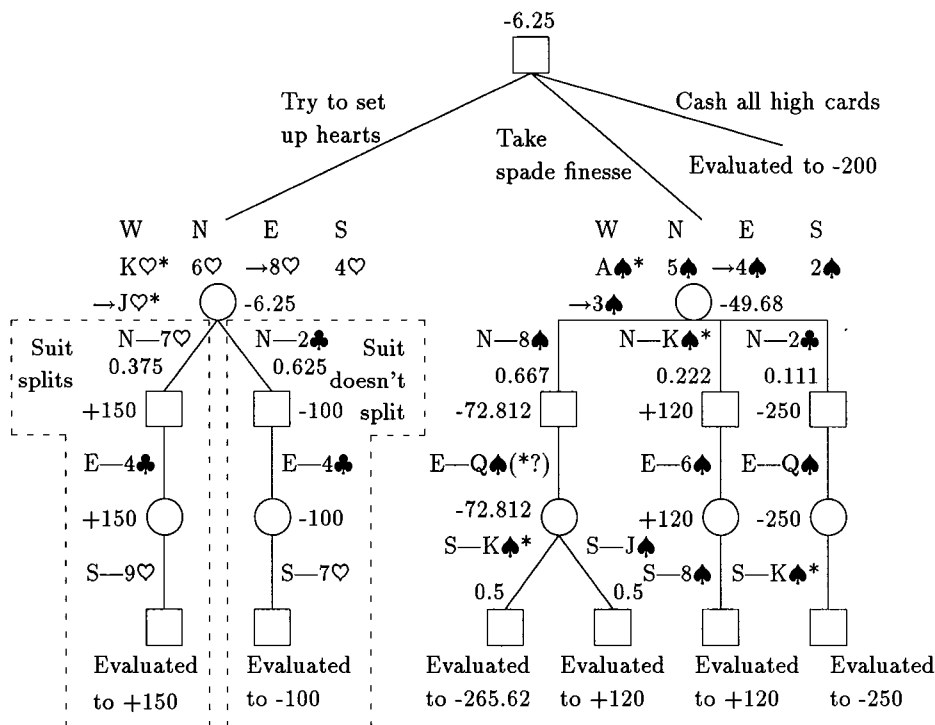 -6.25
Try to set
up hearts
Cash all high cards
Take
spade finesse
Evaluated to -200
W N E S
K♡* 6♡ →8♡ 4♡
→J♡* -6.25
W N E S
A♠* 5♠ →4♠ 2♠
→3♠ -49.68
Suit
splits
N—7♡
0.375
N—2♣
0.625
Suit
doesn't
split
N—8♠
0.667
N—K♠*
0.222
N—2♣
0.111
+150
-100
-72.812
+120
-250
E—4♣
E—4♣
E—Q♠(*?)
E—6♠
E—Q♠
+150
-100
-72.812
+120
-250
S—9♡
S—7♡
S—K♠*
S—J♠
S—8♠
S—K♠*
0.5
0.5
Evaluated
to +150
Evaluated
to -100
Evaluated
to -265.62
Evaluated
to +120
Evaluated
to +120
Evaluated
to -250